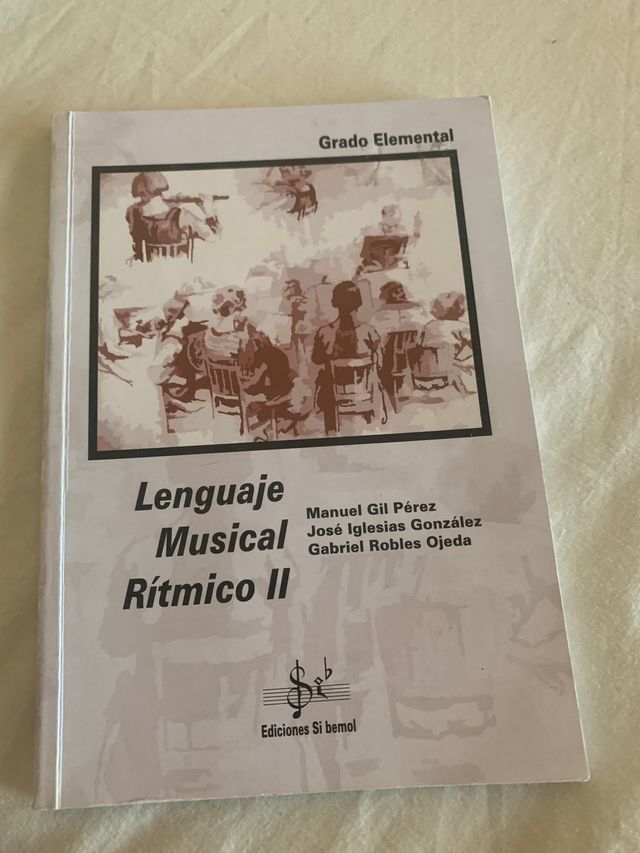 Grado Elemental
Lenguaje
Musical
Rítmico II
Manuel Gil Pérez
José Iglesias González
Gabriel Robles Ojeda
Ediciones Si bemol